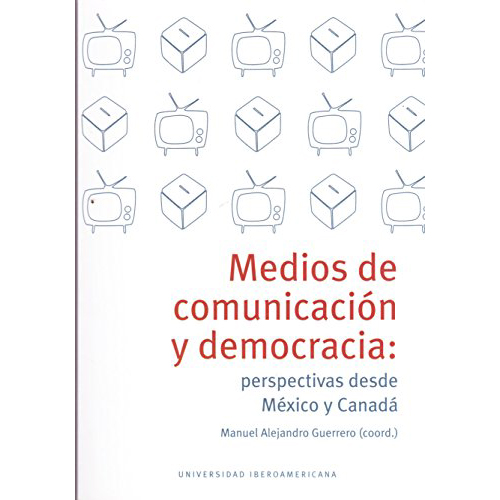 Medios de
comunicación
y democracia:
perspectivas desde
México y Canadá
Manuel Alejandro Guerrero (coord.)
UNIVERSIDAD IBEROAMERICANA